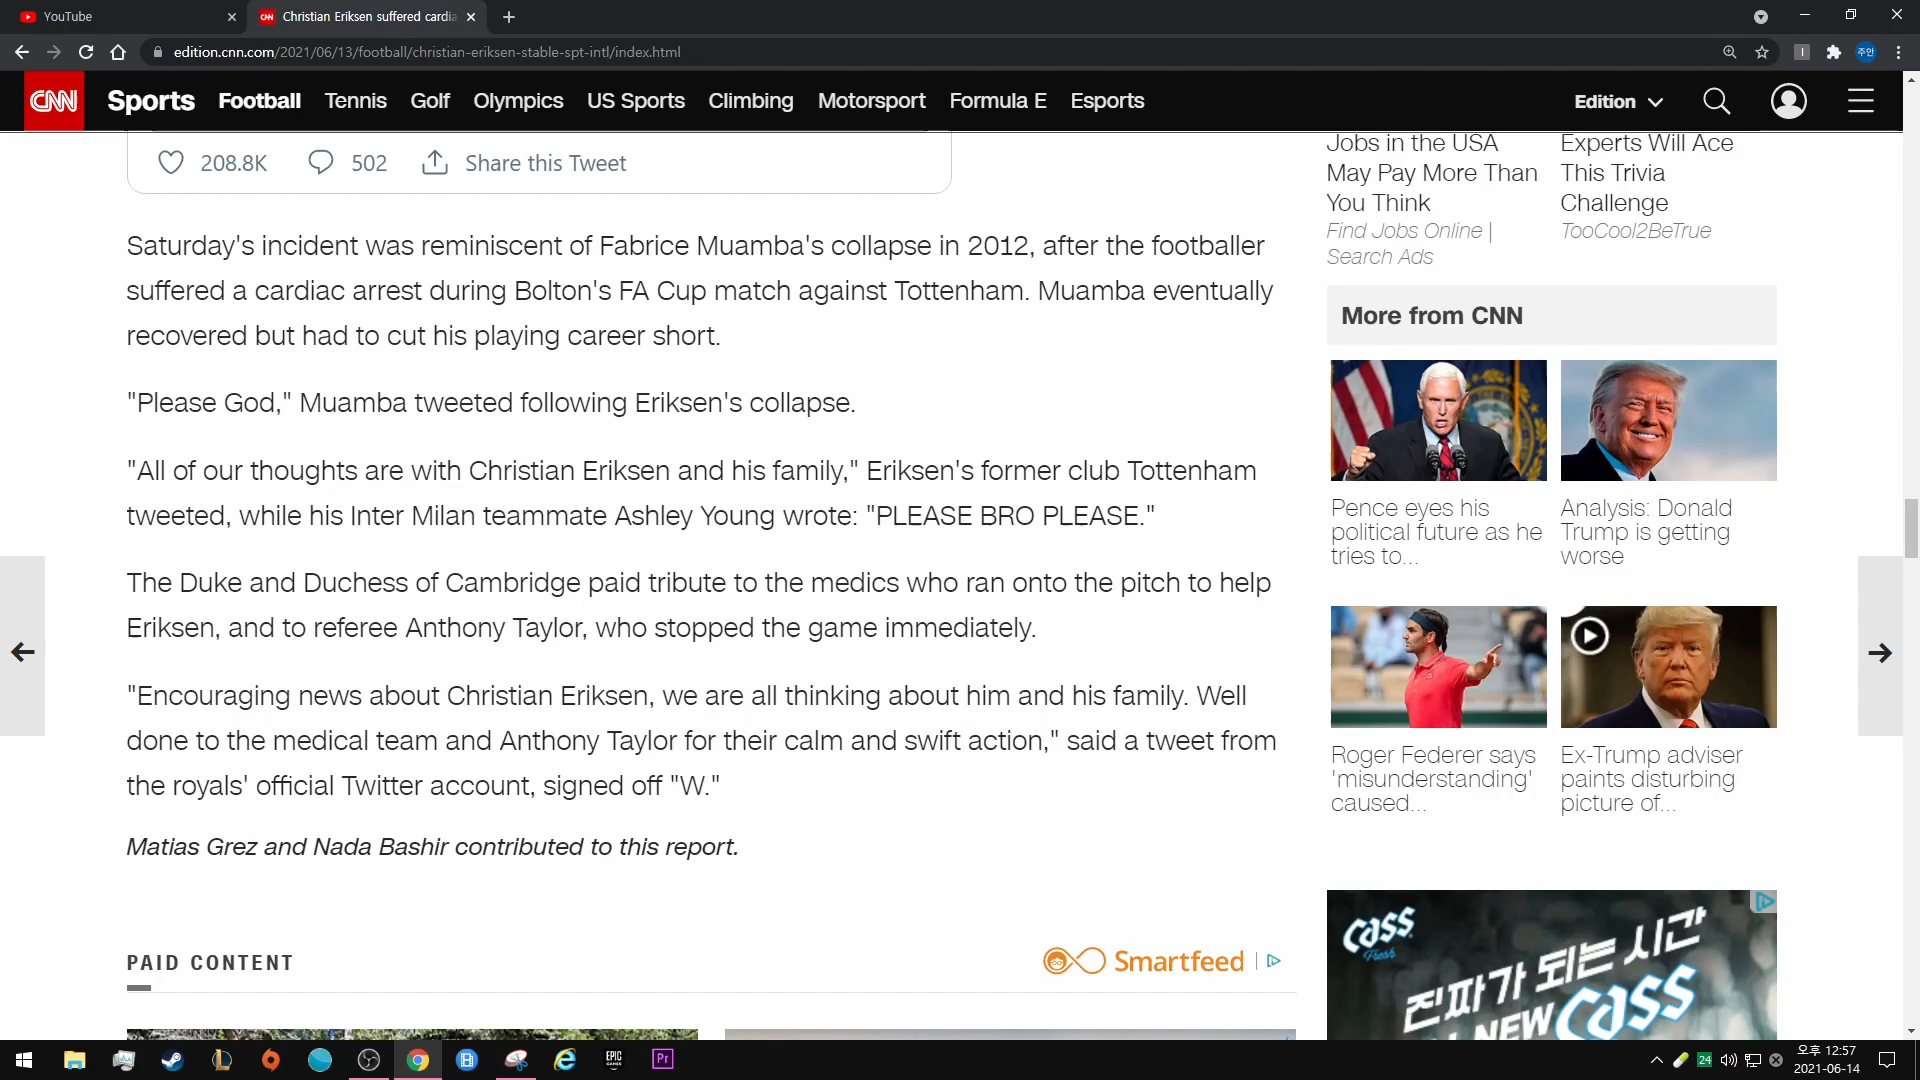 YouTube
CNN
Christian Eriksen suffered cardia
edition.cnn.com/2021/06/13/football/christian-eriksen-stable-spt-intl/index.html
I
주안
CNN
Sports
Football
Tennis
Golf
Olympics
US Sports
Climbing
Motorsport
Formula E
Esports
Edition
208.8K
502
Share this Tweet
Saturday's incident was reminiscent of Fabrice Muamba's collapse in 2012, after the footballer
suffered a cardiac arrest during Bolton's FA Cup match against Tottenham. Muamba eventually
recovered but had to cut his playing career short.
"Please God," Muamba tweeted following Eriksen's collapse.
"All of our thoughts are with Christian Eriksen and his family," Eriksen's former club Tottenham
tweeted, while his Inter Milan teammate Ashley Young wrote: "PLEASE BRO PLEASE."
The Duke and Duchess of Cambridge paid tribute to the medics who ran onto the pitch to help
Eriksen, and to referee Anthony Taylor, who stopped the game immediately.
"Encouraging news about Christian Eriksen, we are all thinking about him and his family. Well
done to the medical team and Anthony Taylor for their calm and swift action," said a tweet from
the royals' official Twitter account, signed off "W."
Matias Grez and Nada Bashir contributed to this report.
PAID CONTENT
Smartfeed
Jobs in the USA
May Pay More Than
You Think
Find Jobs Online |
Search Ads
Experts Will Ace
This Trivia
Challenge
TooCool2BeTrue
More from CNN
Pence eyes his
political future as he
tries to...
Analysis: Donald
Trump is getting
worse
Roger Federer says
'misunderstanding'
caused...
Ex-Trump adviser
paints disturbing
picture of...
Cass
Fresh
진짜가 되는 시간
ALL NEW Cass
EPIC
GAMES
Pr
24
오후 12:57
2021-06-14